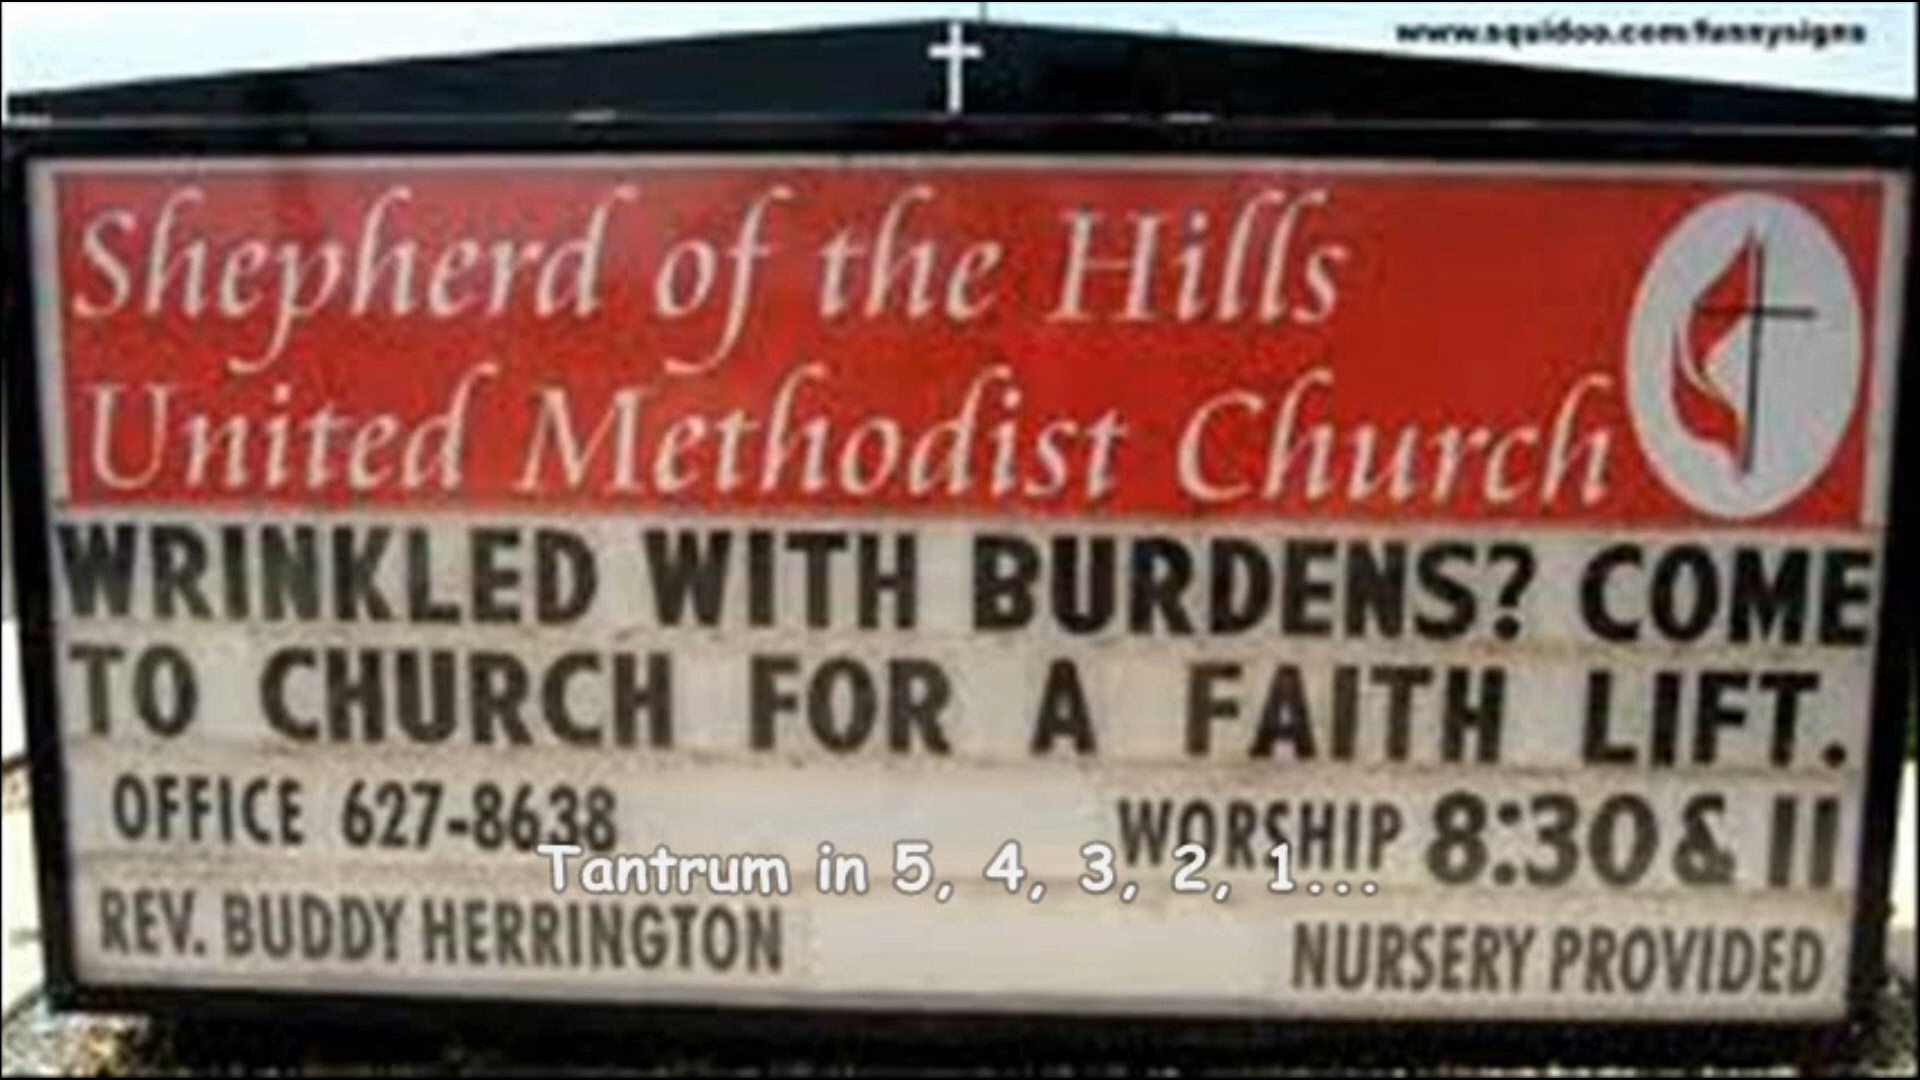 www.squidoo.com/funnysigns
Shepherd of the Hills
United Methodist Church
WRINKLED WITH BURDENS? COME
TO CHURCH FOR A FAITH LIFT.
OFFICE 627-8638
WORSHIP 8:30 & 11
Tantrum in 5, 4, 3, 2, 1...
REV. BUDDY HERRINGTON
NURSERY PROVIDED